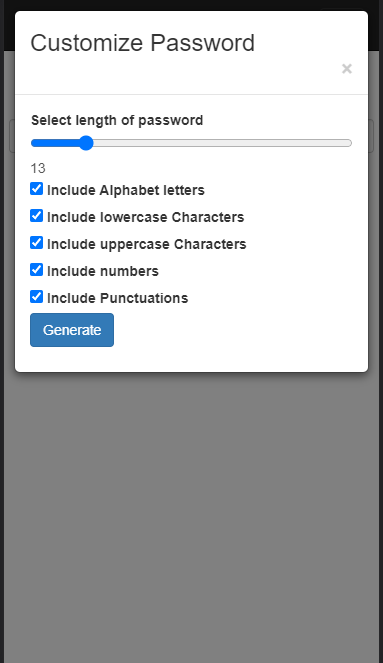 Customize Password
×
Select length of password
13
Include Alphabet letters
Include lowercase Characters
Include uppercase Characters
Include numbers
Include Punctuations
Generate